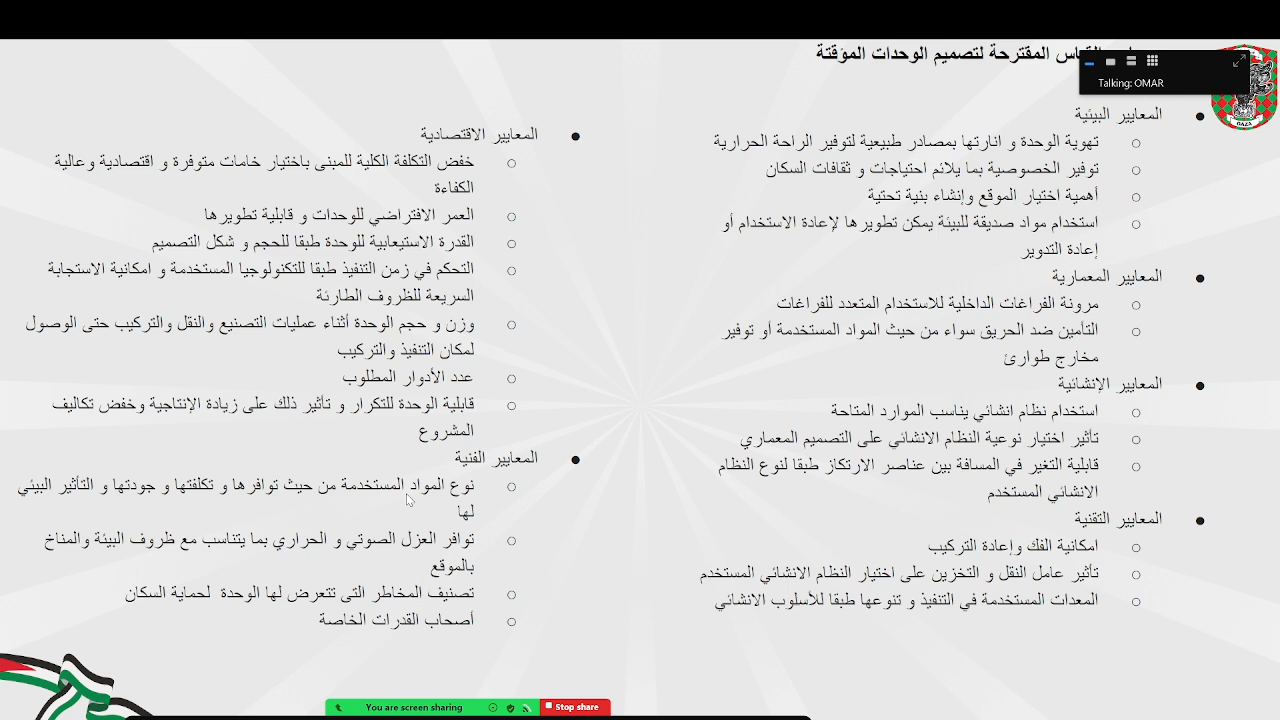 المقترحة لتصميم الوحدات المؤقتة
Talking: OMAR
GAZA
المعايير البيئية
تهوية الوحدة و انارتها بمصادر طبيعية لتوفير الراحة الحرارية
توفير الخصوصية بما يلائم احتياجات و ثقافات السكان
أهمية اختيار الموقع وإنشاء بنية تحتية
استخدام مواد صديقة للبيئة يمكن تطويرها لإعادة الاستخدام أو
إعادة التدوير
المعايير المعمارية
مرونة الفراغات الداخلية للاستخدام المتعدد للفراغات
التأمين ضد الحريق سواء من حيث المواد المستخدمة أو توفير
مخارج طوارئ
المعايير الإنشائية
استخدام نظام انشائي يناسب الموارد المتاحة
تأثير اختيار نوعية النظام الانشائي على التصميم المعماري
قابلية التغير في المسافة بين عناصر الارتكاز طبقا لنوع النظام
الانشائي المستخدم
المعايير التقنية
امكانية الفك وإعادة التركيب
تأثير عامل النقل و التخزين على اختيار النظام الانشائي المستخدم
المعدات المستخدمة في التنفيذ و تنوعها طبقا للأسلوب الانشائي
المعايير الاقتصادية
خفض التكلفة الكلية للمبنى باختيار خامات متوفرة و اقتصادية وعالية
الكفاءة
العمر الافتراضي للوحدات و قابلية تطويرها
القدرة الاستيعابية للوحدة طبقا للحجم و شكل التصميم
التحكم في زمن التنفيذ طبقا للتكنولوجيا المستخدمة و امكانية الاستجابة
السريعة للظروف الطارئة
وزن و حجم الوحدة أثناء عمليات التصنيع والنقل والتركيب حتى الوصول
لمكان التنفيذ والتركيب
عدد الأدوار المطلوب
قابلية الوحدة للتكرار و تأثير ذلك على زيادة الإنتاجية وخفض تكاليف
المشروع
المعايير الفنية
نوع المواد المستخدمة من حيث توافرها و تكلفتها و جودتها و التأثير البيئي
لها
توافر العزل الصوتي و الحراري بما يتناسب مع ظروف البيئة والمناخ
بالموقع
تصنيف المخاطر التى تتعرض لها الوحدة لحماية السكان
أصحاب القدرات الخاصة
You are screen sharing
Stop share